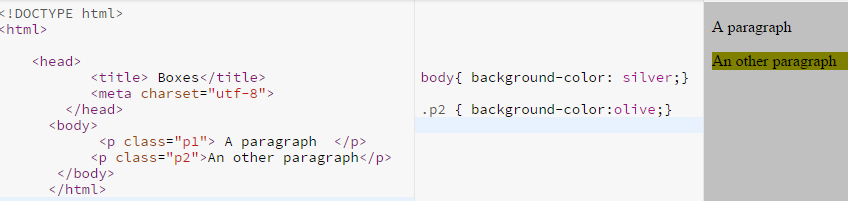 <!DOCTYPE html>
<html>
<head>
<title> Boxes</title>
<meta charset="utf-8">
</head>
<body>
<p class="p1"> A paragraph  </p>
<p class="p2">An other paragraph</p>
</body>
</html>
body{ background-color: silver;}
.p2 { background-color:olive;}
A paragraph
An other paragraph